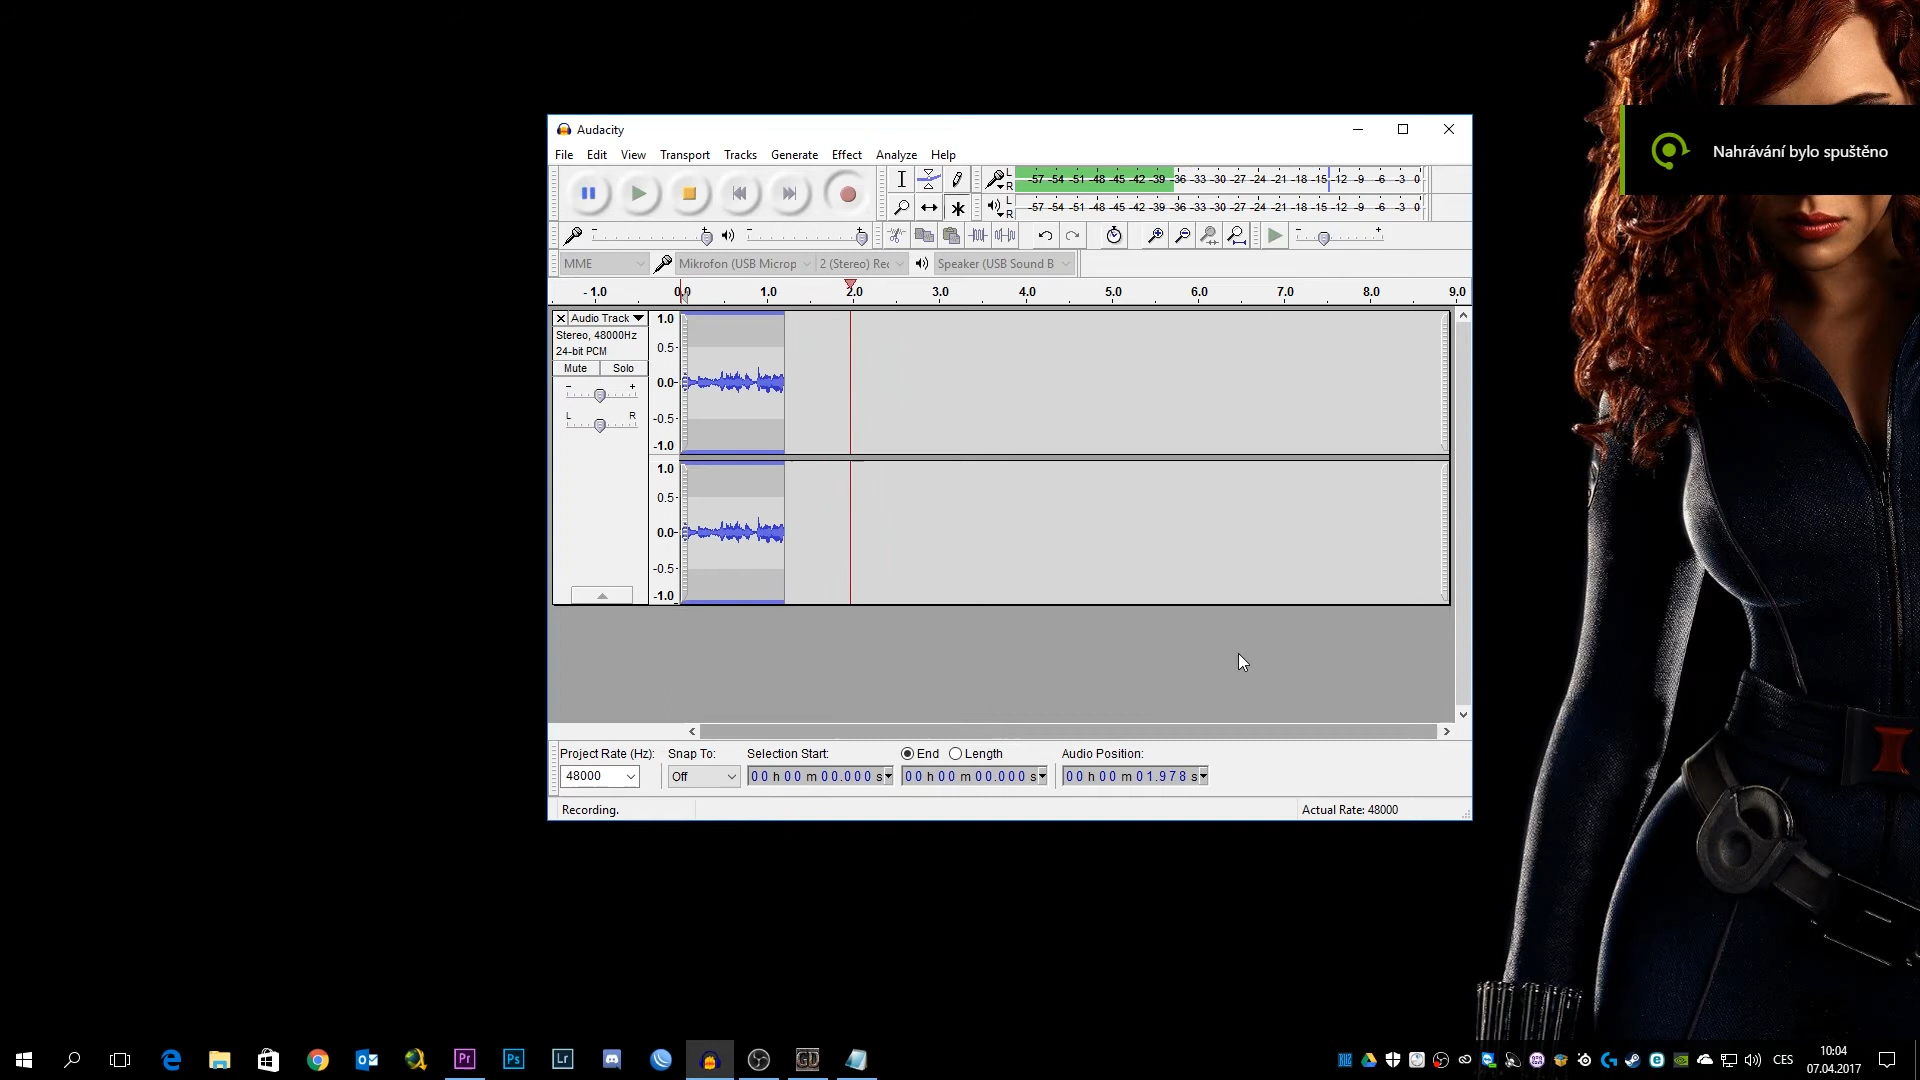 Audacity
Nahrávání bylo spuštěno
File Edit View Transport Tracks Generate Effect Analyze Help
L
R
-57 -54 -51 -48 -45 -42 -39 -36 -33 -30 -27 -24 -21 -18 -15 -12 -9 -6 -3 0
L
R
-57 -54 -51 -48 -45 -42 -39 -36 -33 -30 -27 -24 -21 -18 -15 -12 -9 -6 -3 0
- + - + - +
MME Mikrofon (USB Microp 2 (Stereo) Rec Speaker (USB Sound B
-1.0 0.0 1.0 2.0 3.0 4.0 5.0 6.0 7.0 8.0 9.0
X Audio Track
Stereo, 48000Hz
24-bit PCM
Mute Solo
- +
L R
1.0
0.5
0.0
-0.5
-1.0
1.0
0.5
0.0
-0.5
-1.0
Project Rate (Hz): Snap To: Selection Start: End Length Audio Position:
48000 Off 00 h 00 m 00.000 s 00 h 00 m 00.000 s 00 h 00 m 01.978 s
Recording. Actual Rate: 48000
Pr Ps Lr GD
CES
10:04
07.04.2017